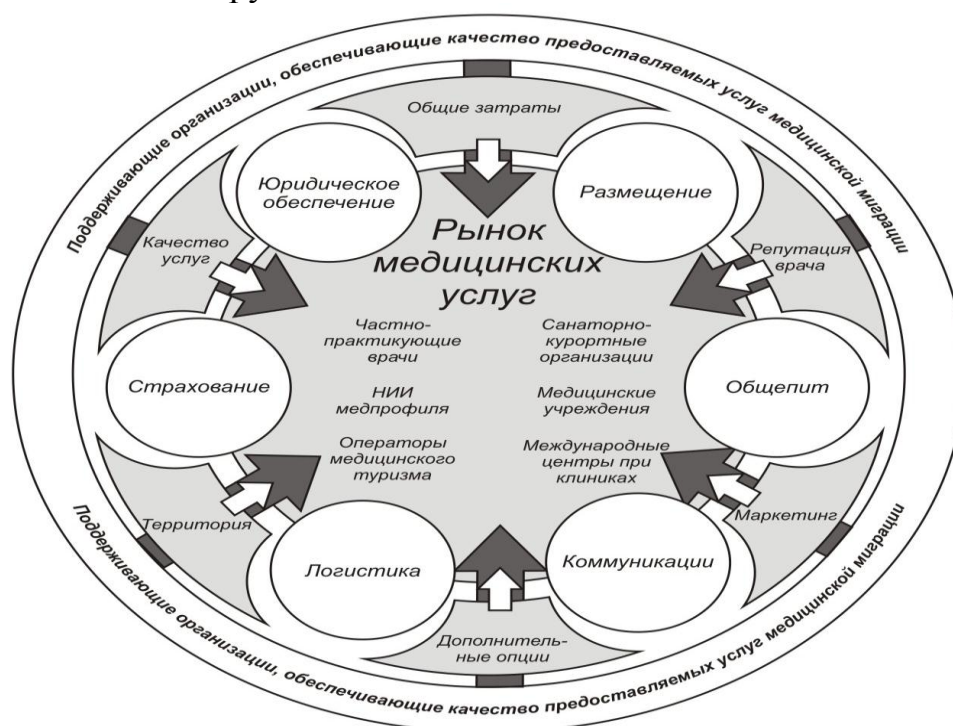 Поддерживающие организации, обеспечивающие качество предоставляемых услуг медицинской миграции
Общие затраты
Юридическое
обеспечение
Размещение
Качество
услуг
Рынок
медицинских
услуг
Репутация
врача
Частно-
практикующие
врачи
Санаторно-
курортные
организации
Страхование
НИИ
медпрофиля
Медицинские
учреждения
Общепит
Операторы
медицинского
туризма
Международные
центры при
клиниках
Территория
Маркетинг
Логистика
Коммуникации
Дополнитель-
ные опции
Поддерживающие организации, обеспечивающие качество предоставляемых услуг медицинской миграции